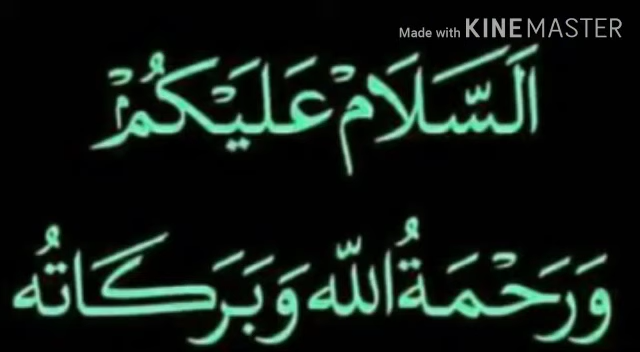 Made with KINEMASTER
اَلسَّلَامْ عَلَيْكُمْ
وَرَحْمَةُ اللّٰه وَبَرَكَاتُه